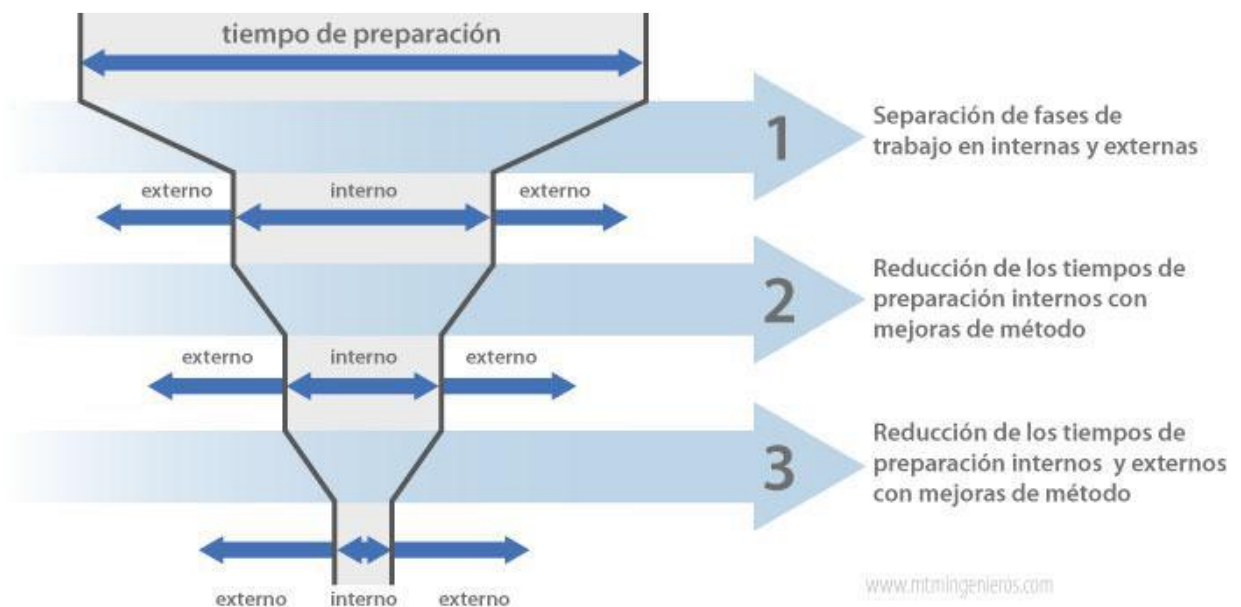 tiempo de preparación
1
Separación de fases de
trabajo en internas y externas
externo interno externo
2
Reducción de los tiempos de
preparación internos con
mejoras de método
externo interno externo
3
Reducción de los tiempos de
preparación internos y externos
con mejoras de método
externo interno externo
www.mtmingenieros.com